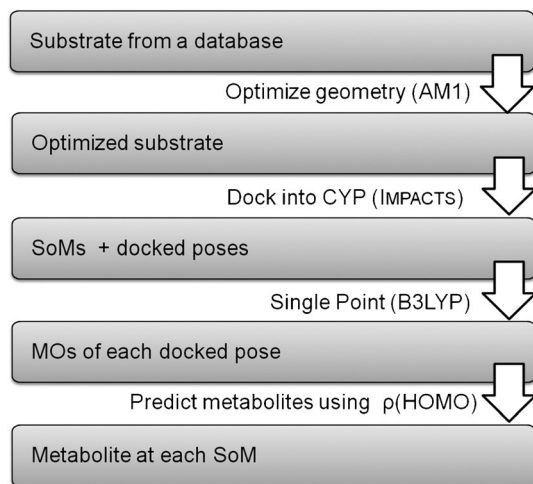 Substrate from a database
Optimize geometry (AM1)
Optimized substrate
Dock into CYP (IMPACTS)
SoMs + docked poses
Single Point (B3LYP)
MOs of each docked pose
Predict metabolites using ρ(HOMO)
Metabolite at each SoM